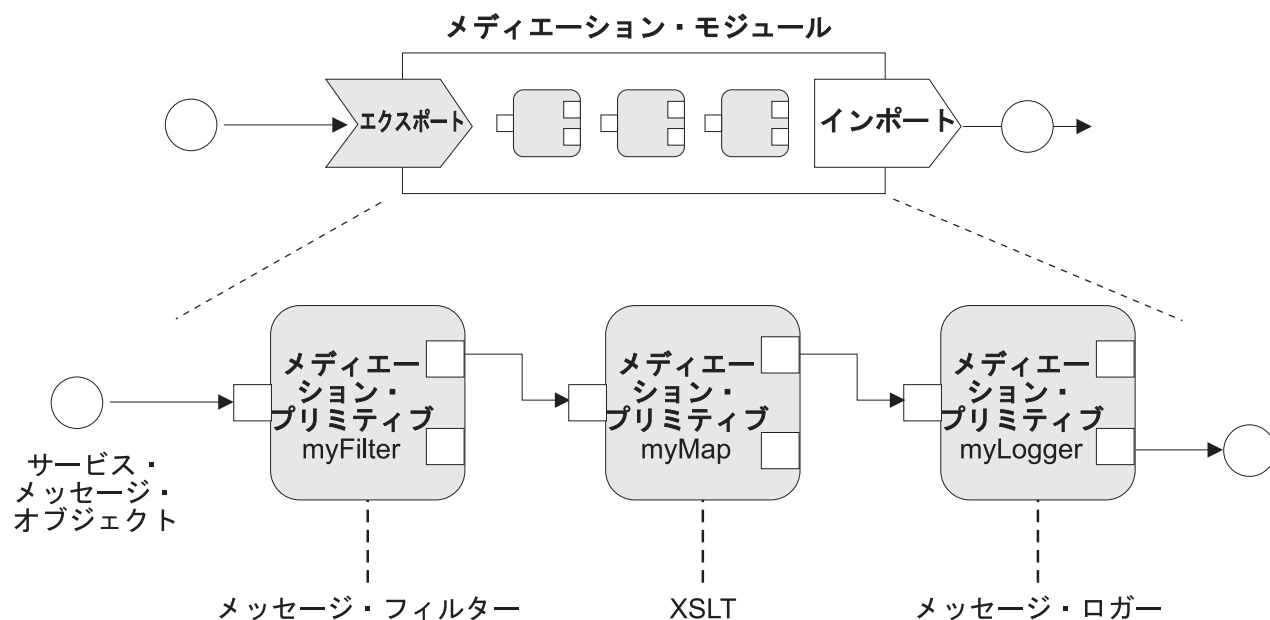 メディエーション・モジュール
エクスポート
インポート
メディエー
ション・
プリミティブ
myFilter
メディエー
ション・
プリミティブ
myMap
メディエー
ション・
プリミティブ
myLogger
サービス・
メッセージ・
オブジェクト
メッセージ・フィルター
XSLT
メッセージ・ロガー